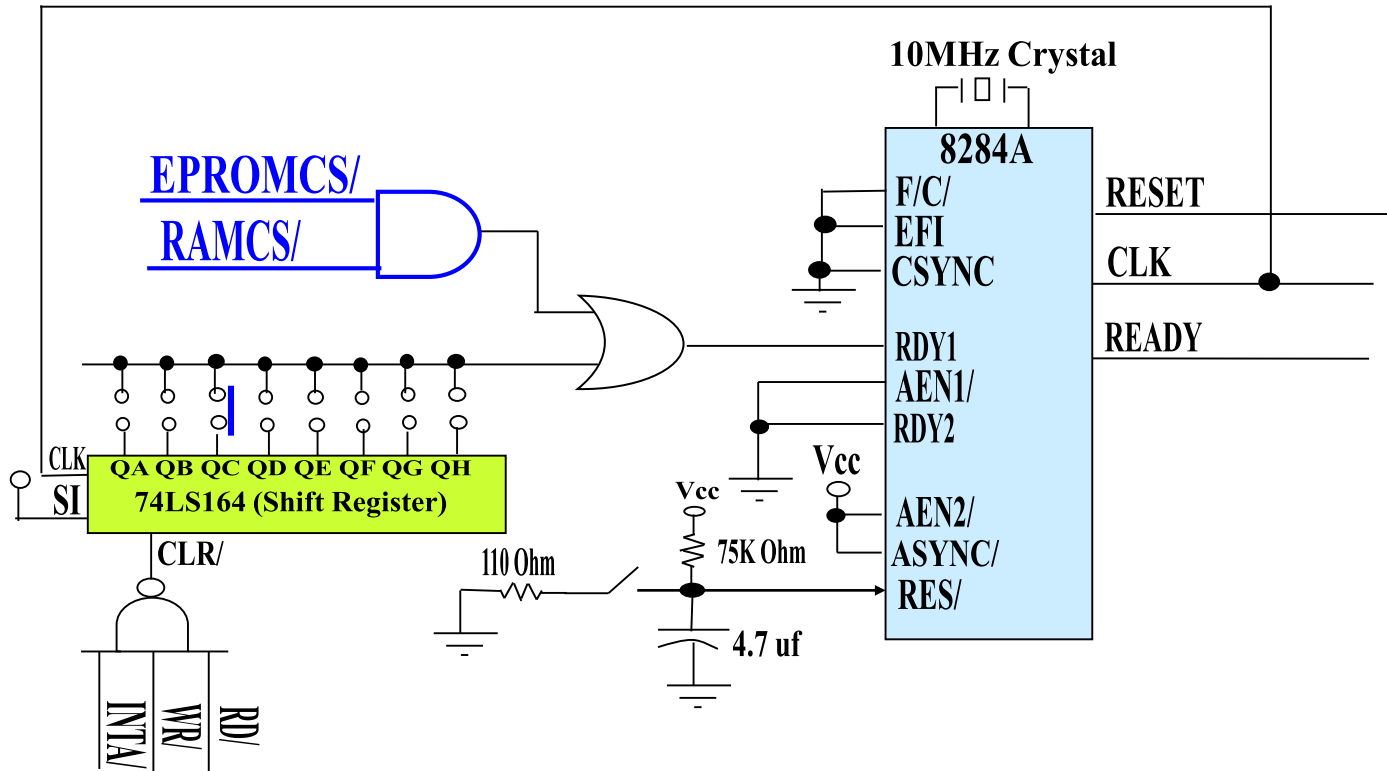 10MHz Crystal
8284A
EPROMCS/
RAMCS/
F/C/
EFI
CSYNC
RESET
CLK
READY
RDY1
AEN1/
RDY2
Vcc
AEN2/
ASYNC/
RES/
CLK
SI
QA QB QC QD QE QF QG QH
74LS164 (Shift Register)
CLR/
Vcc
75K Ohm
110 Ohm
4.7 uf
INTA/
WR/
RD/